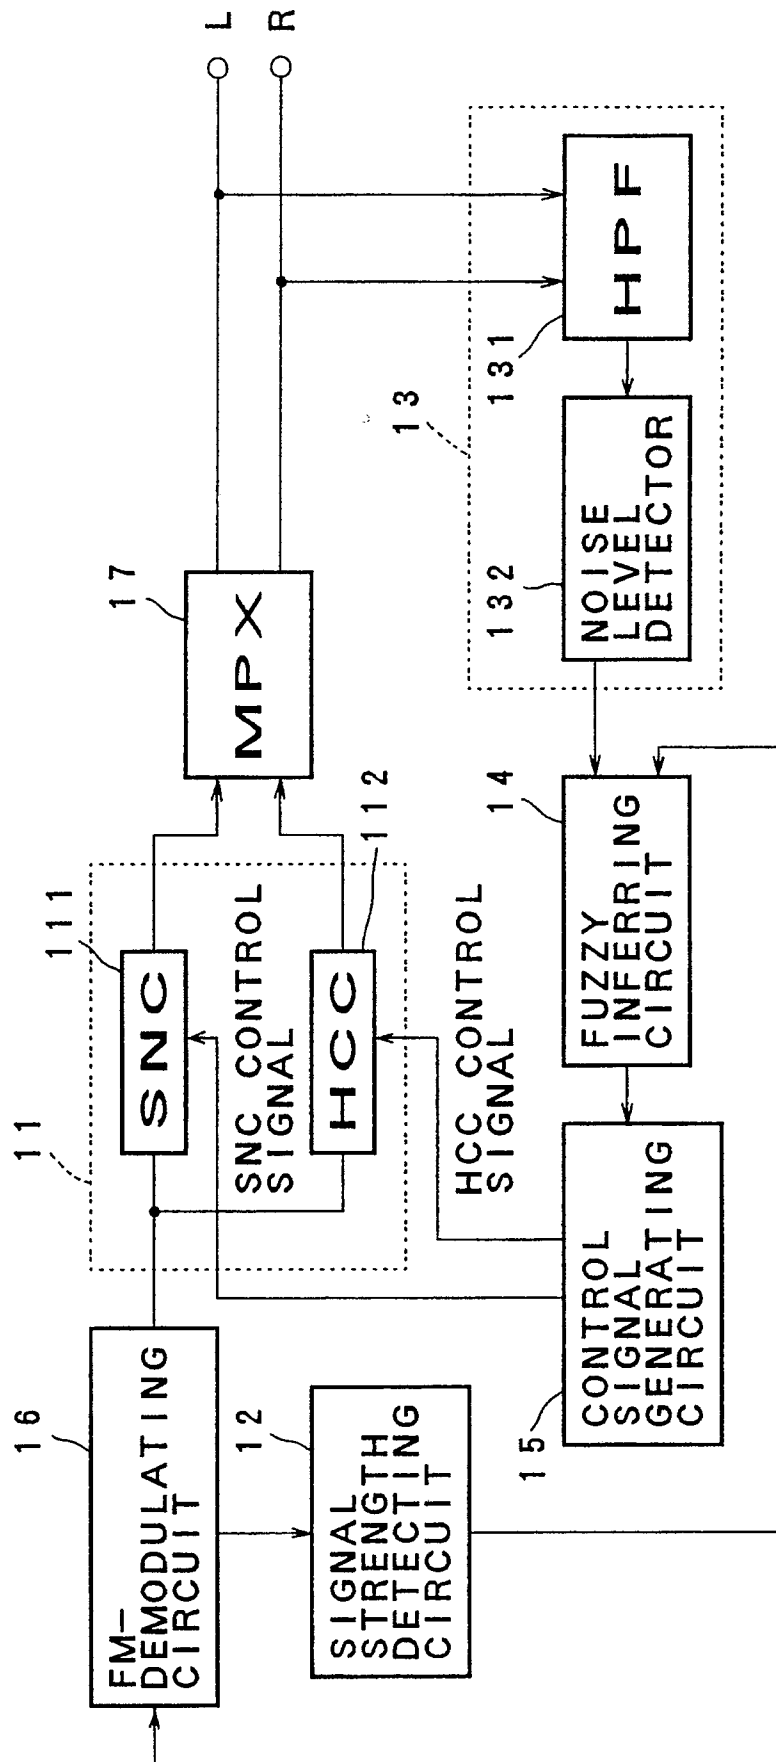 16
FM-
DEMODULATING
CIRCUIT
11
111
SNC
SNC CONTROL
SIGNAL
HCC
112
17
MPX
L
R
12
SIGNAL
STRENGTH
DETECTING
CIRCUIT
HCC CONTROL
SIGNAL
15
CONTROL
SIGNAL
GENERATING
CIRCUIT
14
FUZZY
INFERRING
CIRCUIT
13
132
NOISE
LEVEL
DETECTOR
131
HPF